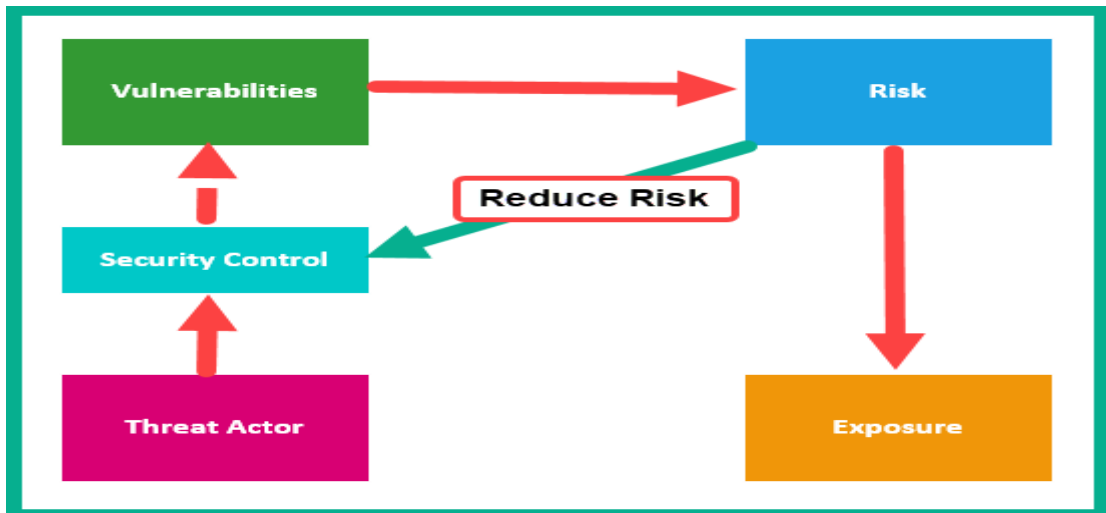 Vulnerabilities
Risk
Reduce Risk
Security Control
Threat Actor
Exposure